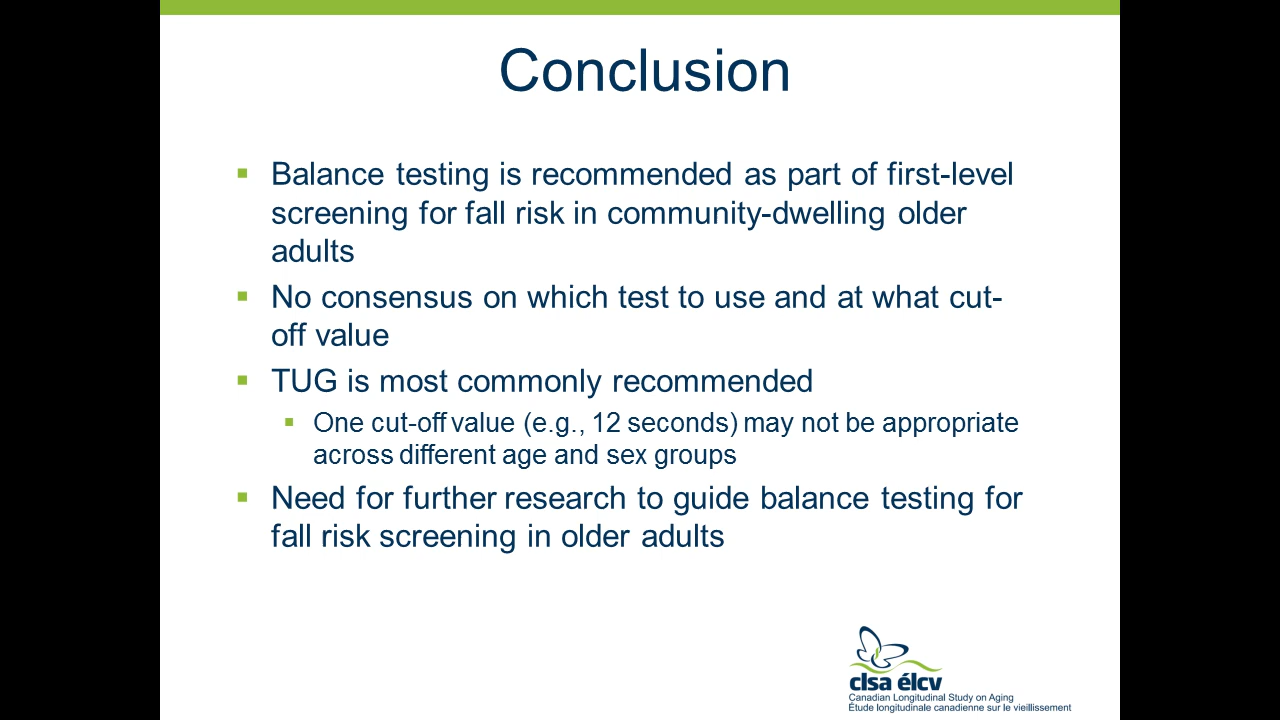 Conclusion
▪ Balance testing is recommended as part of first-level
screening for fall risk in community-dwelling older
adults
▪ No consensus on which test to use and at what cut-
off value
▪ TUG is most commonly recommended
▪ One cut-off value (e.g., 12 seconds) may not be appropriate
across different age and sex groups
▪ Need for further research to guide balance testing for
fall risk screening in older adults
clsa élcv
Canadian Longitudinal Study on Aging
Étude longitudinale canadienne sur le vieillissement